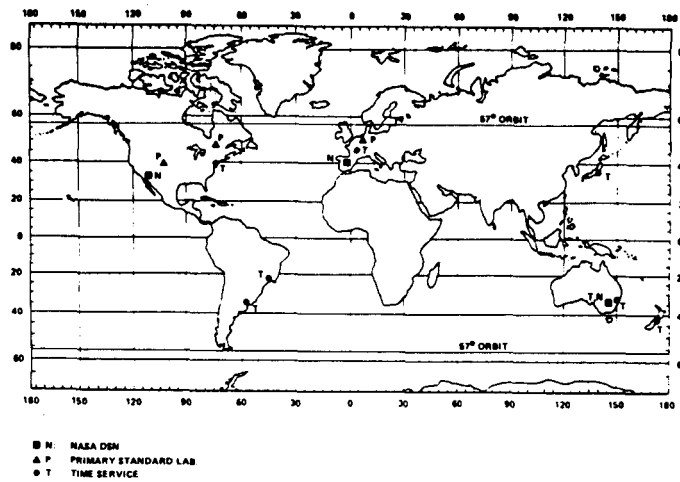 180 120 90 60 30 0 30 60 90 120 150 180
80
60
57° ORBIT
P
P
T
P
T
N
N
T
40
20
0
20
T
T
T N
T
T
40
57° ORBIT
60
180 150 120 90 60 30 0 30 60 90 120 150 180
N: NASA DSN
P PRIMARY STANDARD LAB.
T TIME SERVICE